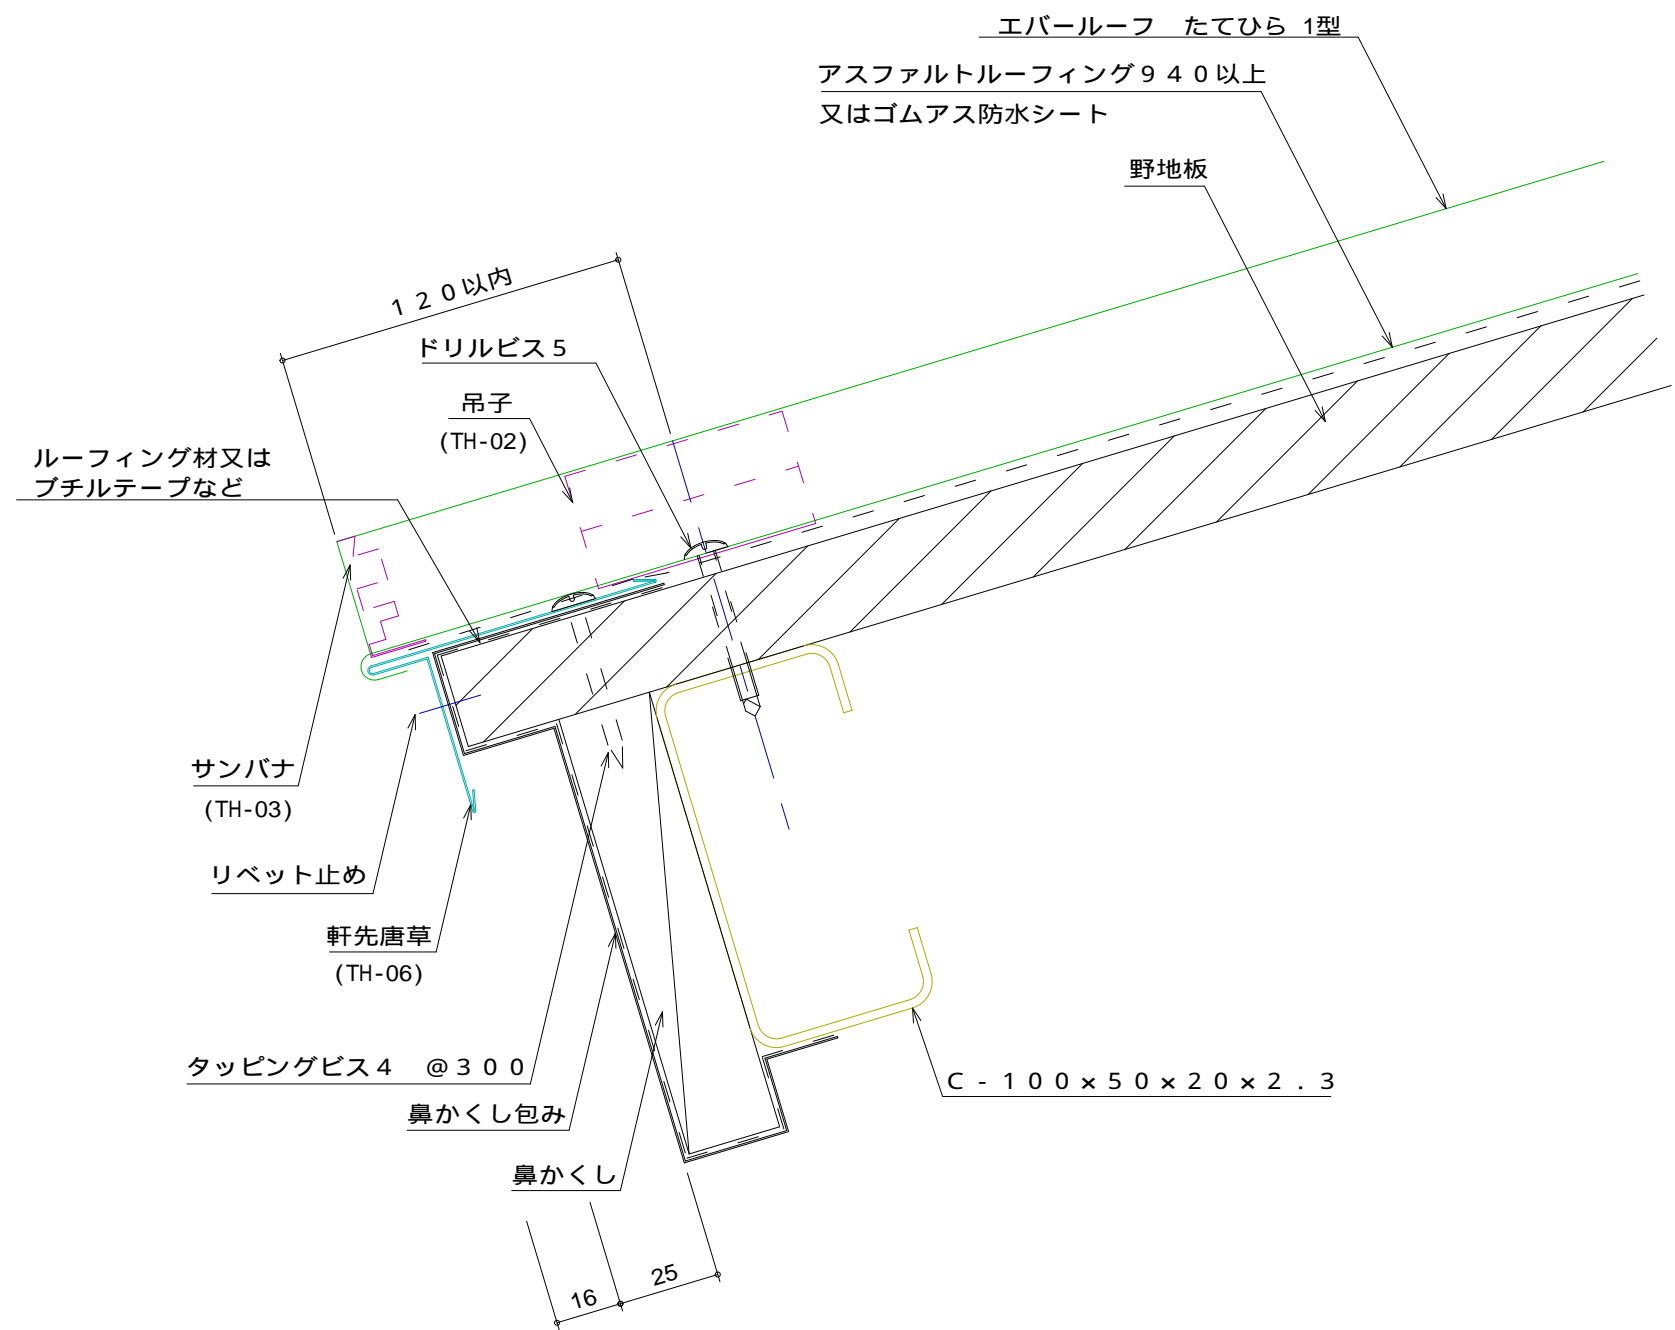 エバールーフ　たてひら 1型
アスファルトルーフィング９４０以上
又はゴムアス防水シート
野地板
１２０以内
ドリルビス５
吊子
(TH-02)
ルーフィング材又は
ブチルテープなど
サンバナ
(TH-03)
リベット止め
軒先唐草
(TH-06)
タッピングビス４　＠３００
鼻かくし包み
鼻かくし
Ｃ－１００×５０×２０×２．３
16
25